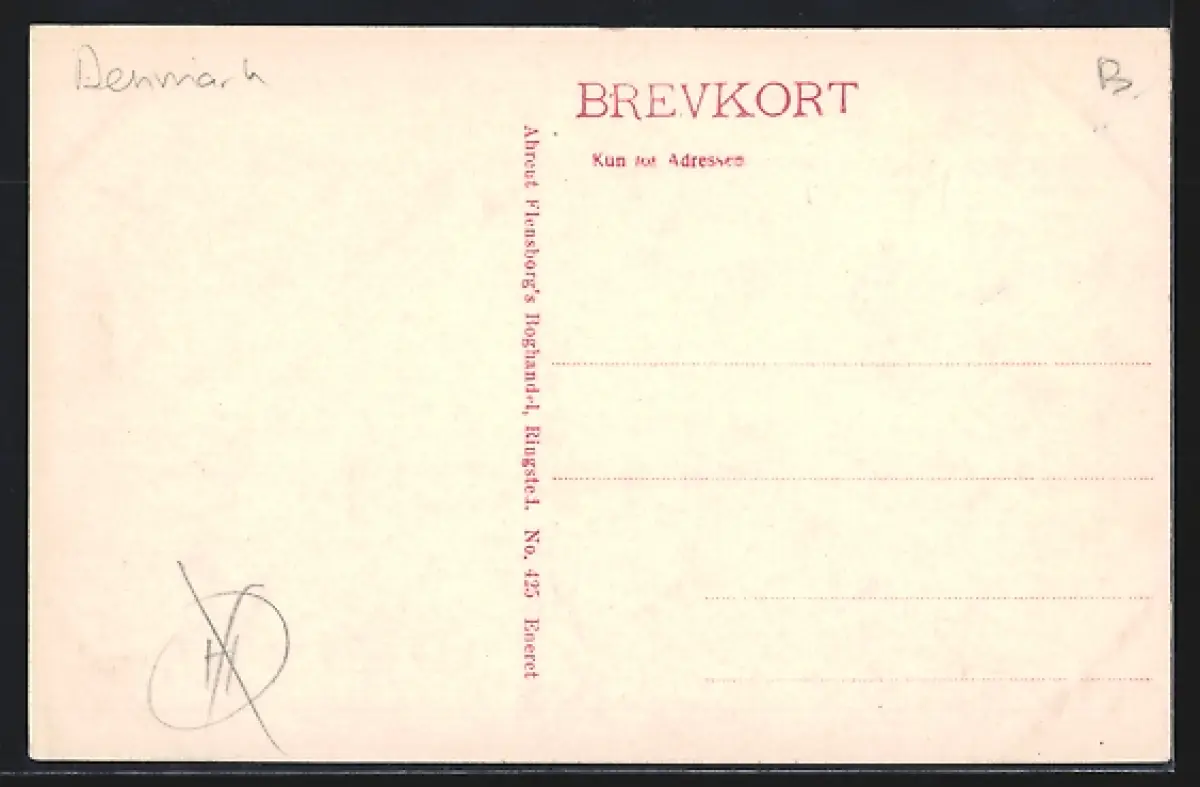 Denmark
B.
BREVKORT
Kun for Adressen
Ahrent Flensborg's Boghandel, Ringsted. No. 425 Eneret